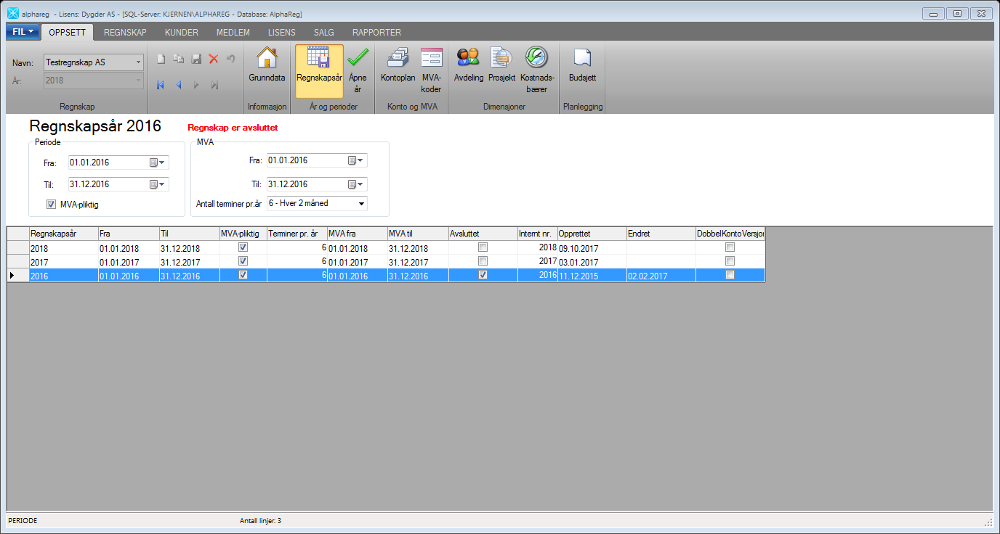 alphareg - Lisens: Dygder AS - [SQL-Server: KJERNEN\ALPHAREG - Database: AlphaReg]
FIL OPPSETT REGNSKAP KUNDER MEDLEM LISENS SALG RAPPORTER
Navn: Testregnskap AS
År: 2018
Regnskap
Grunndata
Informasjon
Regnskapsår Åpne år
År og perioder
Kontoplan MVA-koder
Konto og MVA
Avdeling Prosjekt Kostnads-bærer
Dimensjoner
Budsjett
Planlegging
Regnskapsår 2016 Regnskap er avsluttet
Periode
Fra: 01.01.2016
Til: 31.12.2016
MVA-pliktig
MVA
Fra: 01.01.2016
Til: 31.12.2016
Antall terminer pr.år 6 - Hver 2 måned
Regnskapsår Fra Til MVA-pliktig Terminer pr. år MVA fra MVA til Avsluttet Internt nr. Opprettet Endret DobbelKontoVersjon
2018 01.01.2018 31.12.2018 6 01.01.2018 31.12.2018 2018 09.10.2017
2017 01.01.2017 31.12.2017 6 01.01.2017 31.12.2017 2017 03.01.2017
2016 01.01.2016 31.12.2016 6 01.01.2016 31.12.2016 2016 11.12.2015 02.02.2017
PERIODE Antall linjer: 3